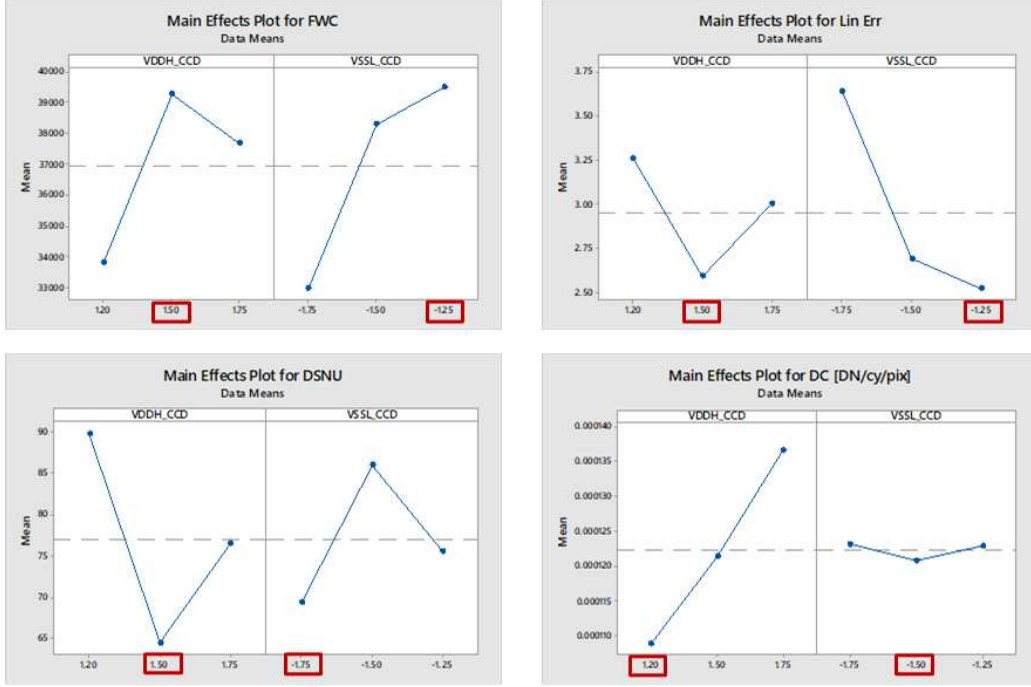 Main Effects Plot for FWC
Data Means
VDDH_CCD VSSL_CCD
40000
39000
38000
37000
36000
35000
34000
33000
Mean
1.20 1.50 1.75 -1.75 -1.50 -1.25
Main Effects Plot for Lin Err
Data Means
VDDH_CCD VSSL_CCD
3.75
3.50
3.25
3.00
2.75
2.50
Mean
1.20 1.50 1.75 -1.75 -1.50 -1.25
Main Effects Plot for DSNU
Data Means
VDDH_CCD VSSL_CCD
90
85
80
75
70
65
Mean
1.20 1.50 1.75 -1.75 -1.50 -1.25
Main Effects Plot for DC [DN/cy/pix]
Data Means
VDDH_CCD VSSL_CCD
0.000140
0.000135
0.000130
0.000125
0.000120
0.000115
0.000110
Mean
1.20 1.50 1.75 -1.75 -1.50 -1.25